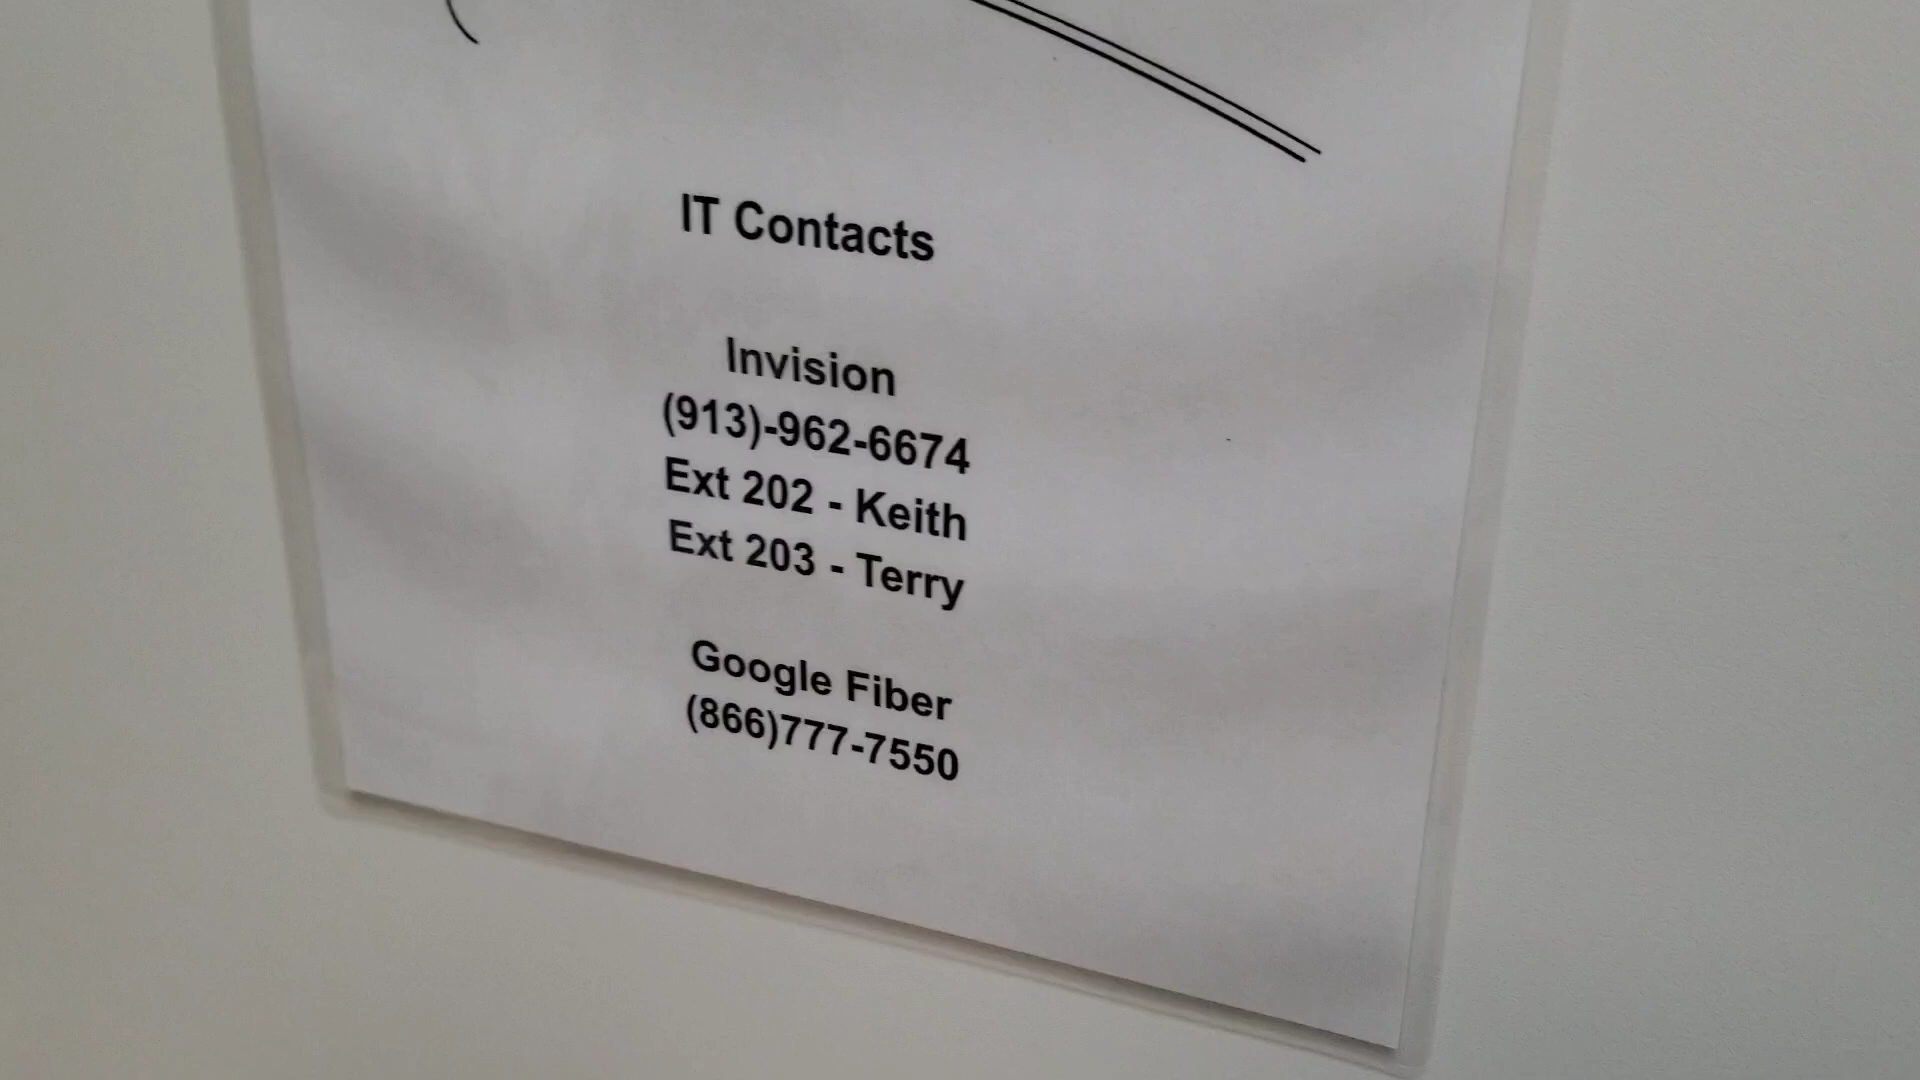 IT Contacts
Invision
(913)-962-6674
Ext 202 - Keith
Ext 203 - Terry
Google Fiber
(866)777-7550